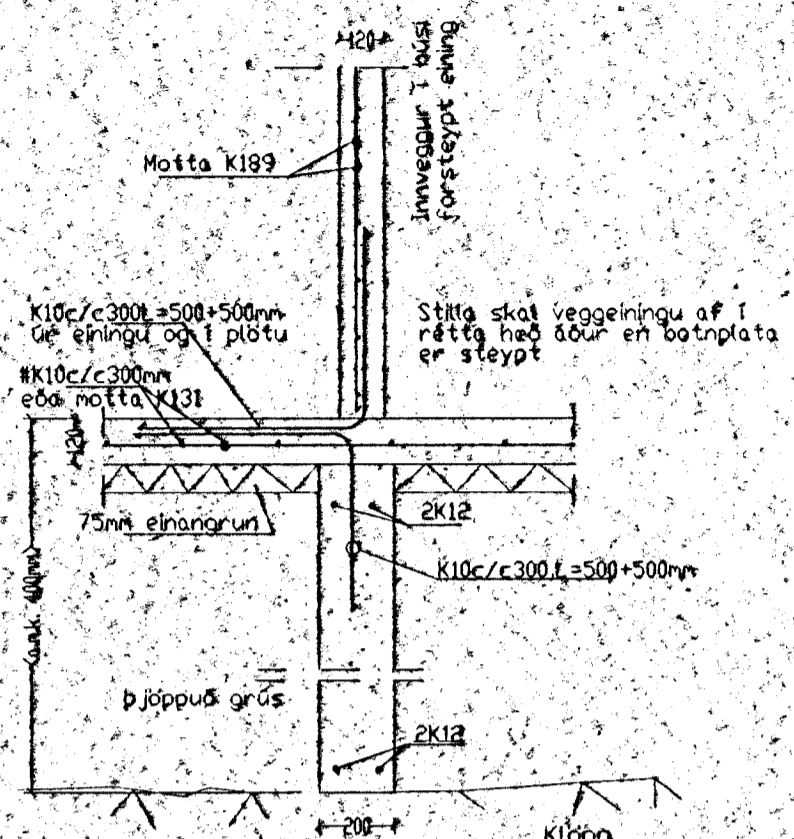 120
Innveggur í húsi
forsteypt eining
Motta K189
K10c/c300L=500+500mm
úr einingu og í plötu
Stilla skal veggeiningu af í
rétta hæð áður en botnplata
er steypt
#K10c/c300mm
eða motta K131
120
75mm einangrun
2K12
K10c/c300,L=500+500mm
400mm
Þjöppuð grús
2K12
200
Klöpp